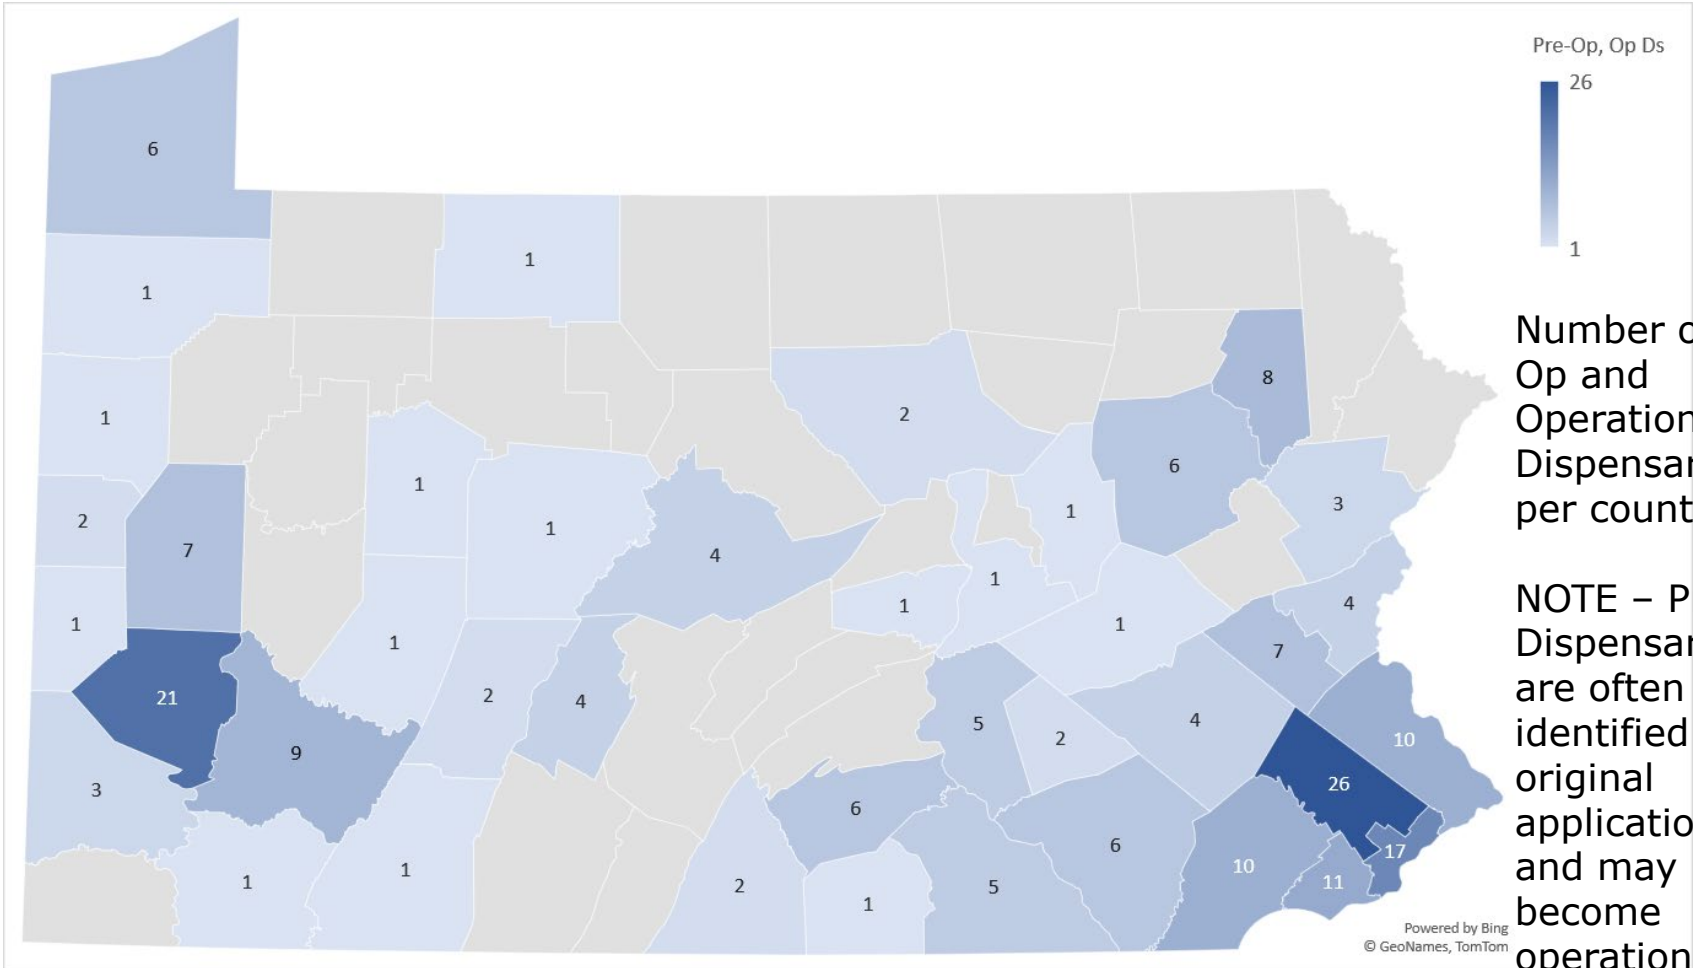 Pre-Op, Op Ds
26
1
6
1
1
1
8
2
6
1
1
3
1
2
7
1
4
1
1
4
1
1
1
7
21
2
4
5
2
4
10
9
3
26
6
6
17
1
1
2
1
5
10
11
Number o
Op and
Operation
Dispensar
per count
NOTE – P
Dispensar
are often
identified
original
applicatio
and may
become
operation
Powered by Bing
© GeoNames, TomTom